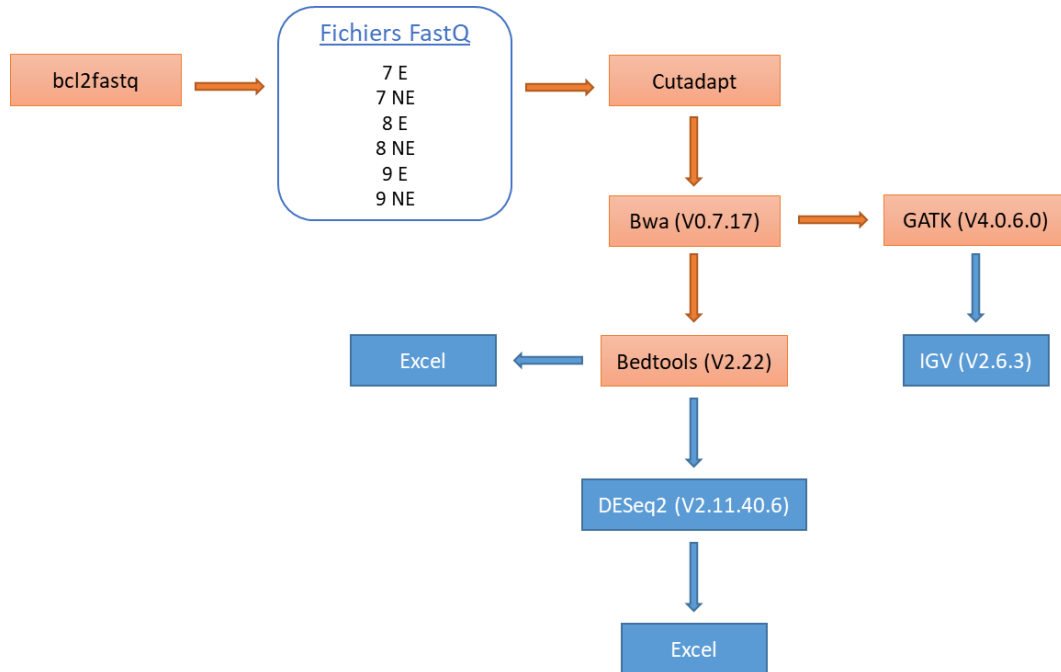 bcl2fastq
Fichiers FastQ
7 E
7 NE
8 E
8 NE
9 E
9 NE
Cutadapt
Bwa (V0.7.17)
GATK (V4.0.6.0)
Excel
Bedtools (V2.22)
IGV (V2.6.3)
DESeq2 (V2.11.40.6)
Excel